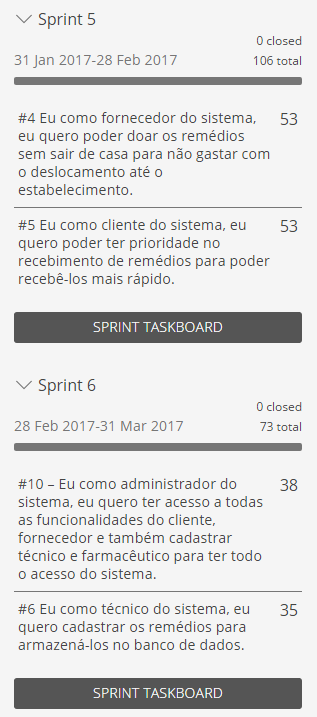 Sprint 5
0 closed
31 Jan 2017-28 Feb 2017
106 total
#4 Eu como fornecedor do sistema, 53
eu quero poder doar os remédios
sem sair de casa para não gastar com
o deslocamento até o
estabelecimento.
#5 Eu como cliente do sistema, eu 53
quero poder ter prioridade no
recebimento de remédios para poder
recebê-los mais rápido.
SPRINT TASKBOARD
Sprint 6
0 closed
28 Feb 2017-31 Mar 2017
73 total
#10 – Eu como administrador do 38
sistema, eu quero ter acesso a todas
as funcionalidades do cliente,
fornecedor e também cadastrar
técnico e farmacêutico para ter todo
o acesso do sistema.
#6 Eu como técnico do sistema, eu 35
quero cadastrar os remédios para
armazená-los no banco de dados.
SPRINT TASKBOARD